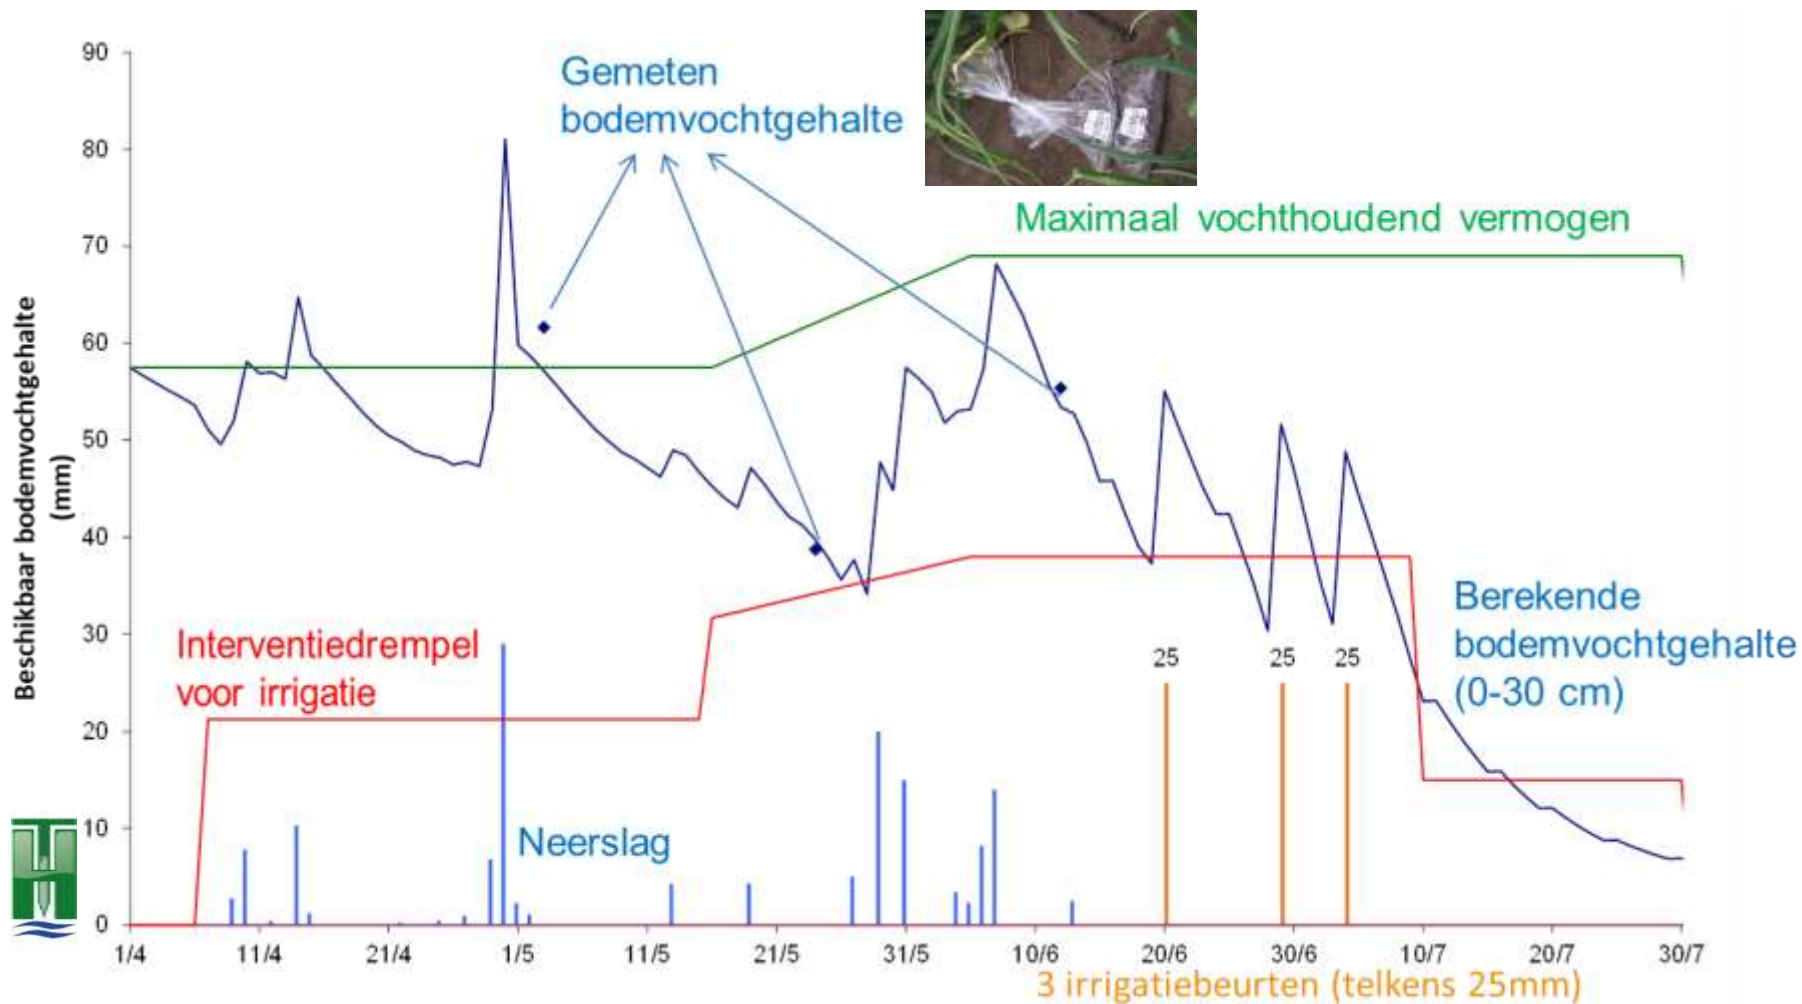 Gemeten
bodemvochtgehalte
Maximaal vochthoudend vermogen
Beschikbaar bodemvochtgehalte
(mm)
90
80
70
60
50
40
30
20
10
0
Interventiedrempel
voor irrigatie
Neerslag
25
25
25
Berekende
bodemvochtgehalte
(0-30 cm)
1/4
11/4
21/4
1/5
11/5
21/5
31/5
10/6
20/6
30/6
10/7
20/7
30/7
3 irrigatiebeurten (telkens 25mm)